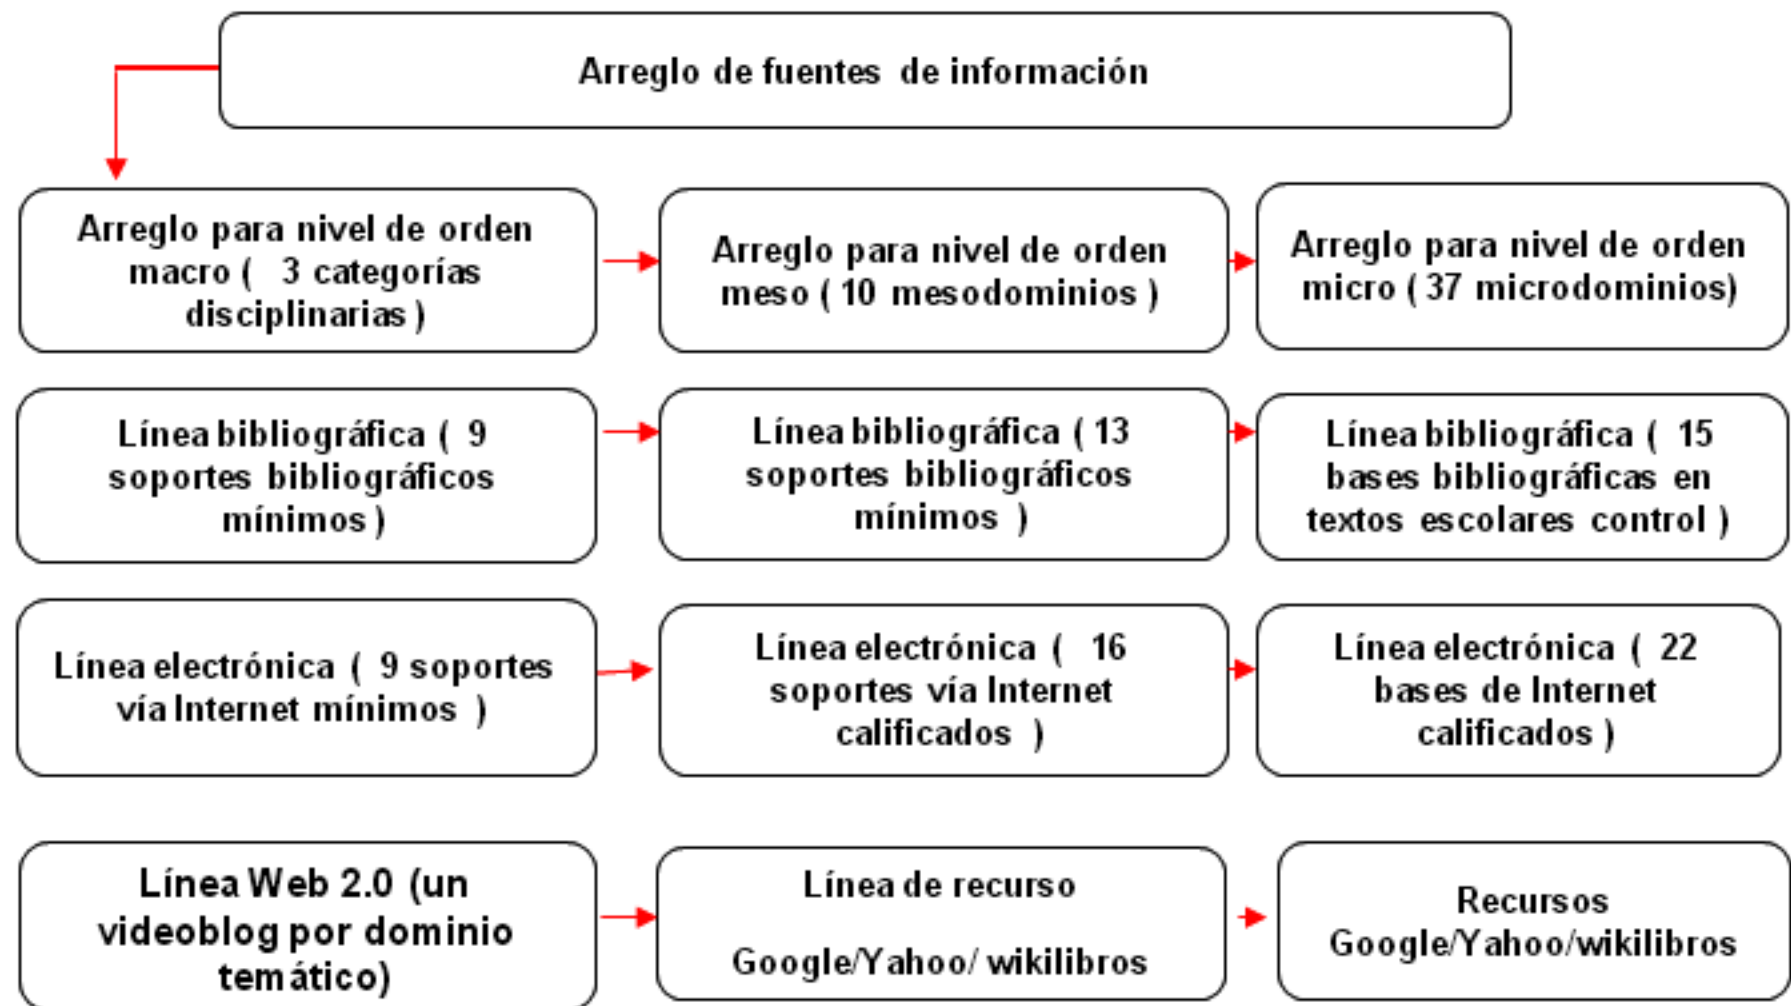 Arreglo de fuentes de información
Arreglo para nivel de orden
macro ( 3 categorías
disciplinarias )
Arreglo para nivel de orden
meso ( 10 mesodominios )
Arreglo para nivel de orden
micro ( 37 microdominios)
Línea bibliográfica ( 9
soportes bibliográficos
mínimos )
Línea bibliográfica ( 13
soportes bibliográficos
mínimos )
Línea bibliográfica ( 15
bases bibliográficas en
textos escolares control )
Línea electrónica ( 9 soportes
vía Internet mínimos )
Línea electrónica ( 16
soportes vía Internet
calificados )
Línea electrónica ( 22
bases de Internet
calificados )
Línea Web 2.0 (un
videoblog por dominio
temático)
Línea de recurso
Google/Yahoo/ wikilibros
Recursos
Google/Yahoo/wikilibros